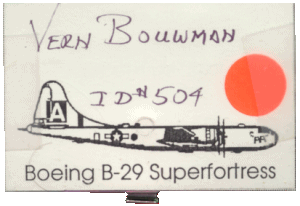 Vern Bouwman
ID# 504
A
Boeing B-29 Superfortress